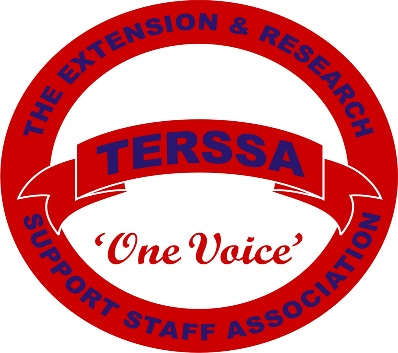 THE EXTENSION & RESEARCH
TERSSA
‘One Voice’
SUPPORT STAFF ASSOCIATION